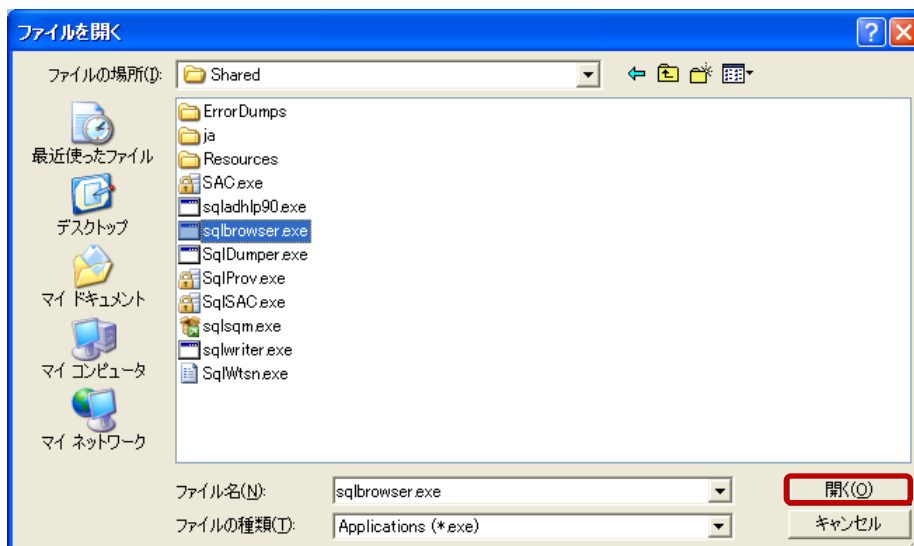 ファイルを開く
ファイルの場所(I):
Shared
最近使ったファイル
デスクトップ
マイ ドキュメント
マイ コンピュータ
マイ ネットワーク
ErrorDumps
ja
Resources
SAC.exe
sqladhlp90.exe
sqlbrowser.exe
SqlDumper.exe
SqlProv.exe
SqlSAC.exe
sqlsqm.exe
sqlwriter.exe
SqlWtsn.exe
ファイル名(N):
sqlbrowser.exe
開く(O)
ファイルの種類(T):
Applications (*.exe)
キャンセル